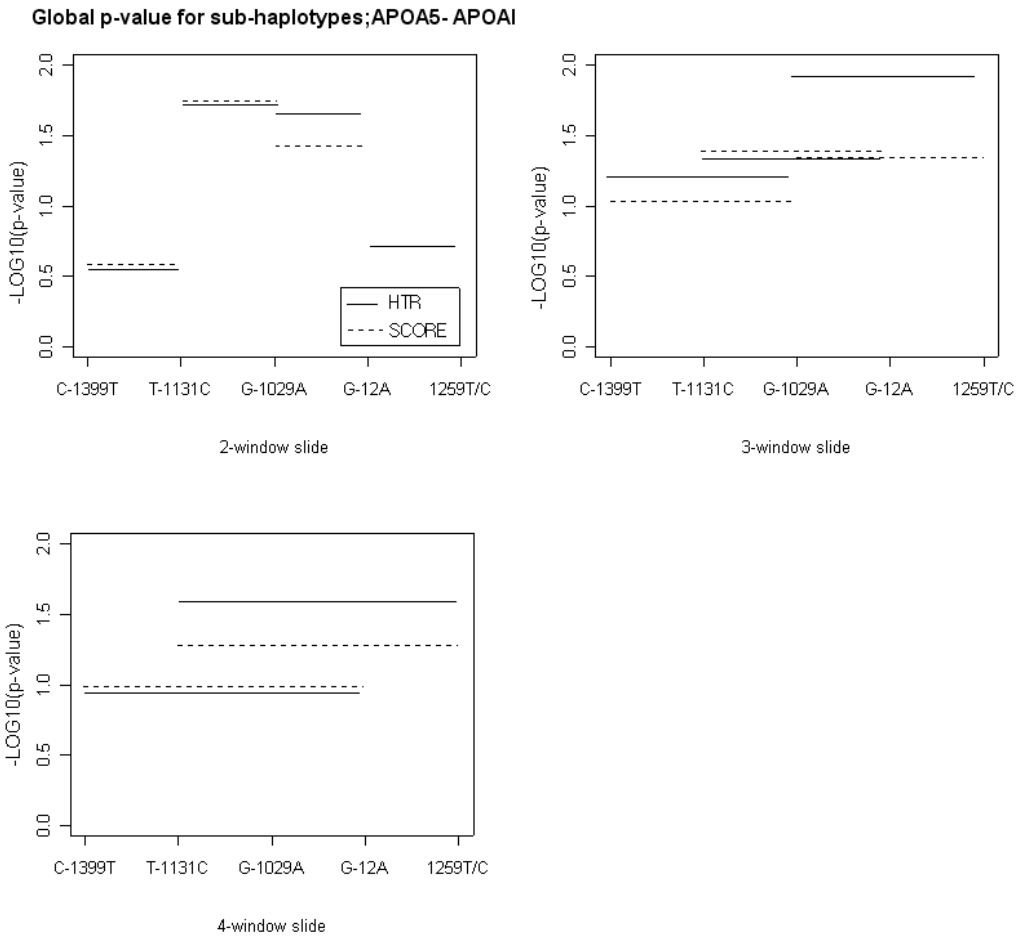 Global p-value for sub-haplotypes;APOA5- APOAI
-LOG10(p-value)
2.0
1.5
1.0
0.5
0.0
HTR
SCORE
C-1399T T-1131C G-1029A G-12A 1259T/C
2-window slide
-LOG10(p-value)
2.0
1.5
1.0
0.5
0.0
C-1399T T-1131C G-1029A G-12A 1259T/C
3-window slide
-LOG10(p-value)
2.0
1.5
1.0
0.5
0.0
C-1399T T-1131C G-1029A G-12A 1259T/C
4-window slide